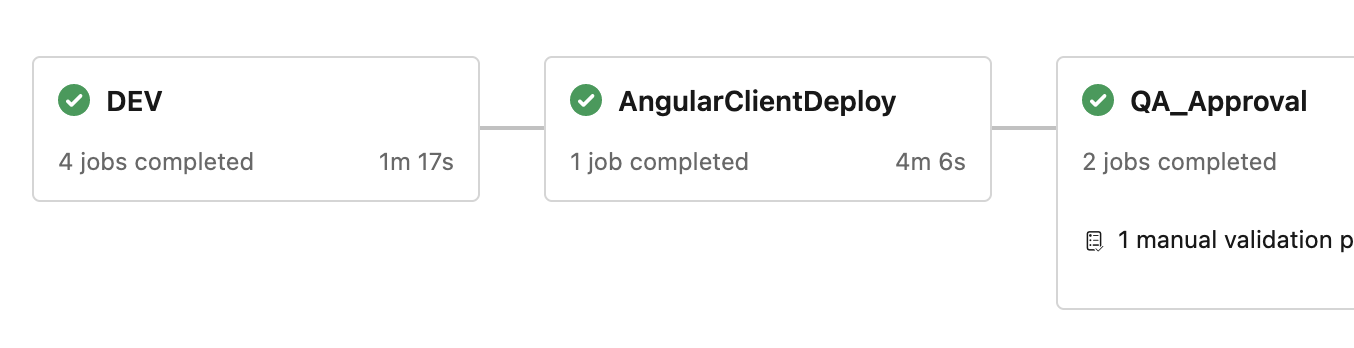 DEV
4 jobs completed 1m 17s
AngularClientDeploy
1 job completed 4m 6s
QA_Approval
2 jobs completed
1 manual validation p